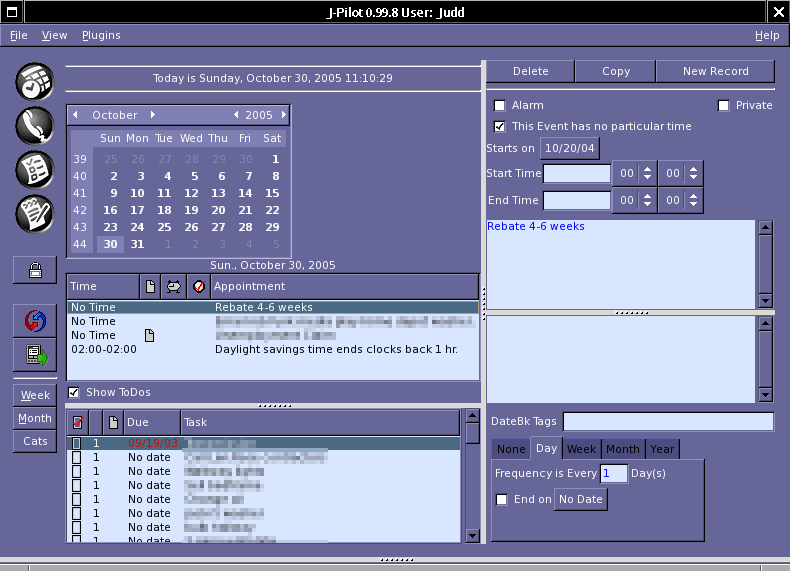 J-Pilot 0.99.8 User: Judd
File View Plugins Help
Today is Sunday, October 30, 2005 11:10:29
October 2005
Sun Mon Tue Wed Thu Fri Sat
39 25 26 27 28 29 30 1
40 2 3 4 5 6 7 8
41 9 10 11 12 13 14 15
42 16 17 18 19 20 21 22
43 23 24 25 26 27 28 29
44 30 31 1 2 3 4 5
Sun., October 30, 2005
Time Appointment
No Time Rebate 4-6 weeks
No Time
No Time
02:00-02:00 Daylight savings time ends clocks back 1 hr.
Show ToDos
Due Task
1 09/19/03
1 No date
1 No date
1 No date
1 No date
1 No date
1 No date
1 No date
Week
Month
Cats
Delete Copy New Record
Alarm Private
This Event has no particular time
Starts on 10/20/04
Start Time 00 00
End Time 00 00
Rebate 4-6 weeks
DateBk Tags
None Day Week Month Year
Frequency is Every 1 Day(s)
End on No Date